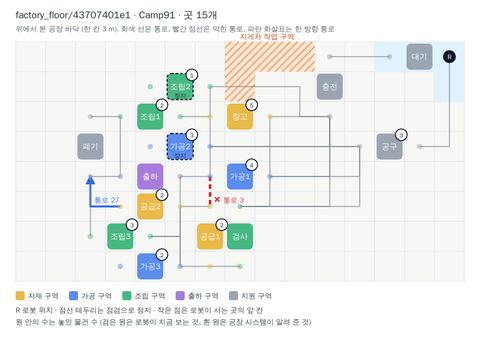 factory_floor/43707401e1 · Camp91 · 곳 15개
위에서 본 공장 바닥 (한 칸 3 m). 회색 선은 통로, 빨간 점선은 막힌 통로, 파란 화살표는 한 방향 통로
지게차 작업 구역
대기
R
조립2
1
점검
충전
조립1
2
창고
5
폐기
가공2
3
점검
공구
3
출하
가공1
4
통로 27
공급2
2
✕ 통로 3
조립3
3
공급1
2
검사
가공3
2
자재 구역
가공 구역
조립 구역
출하 구역
지원 구역
R 로봇 위치 · 점선 테두리는 점검으로 정지 · 작은 점은 로봇이 서는 곳의 앞 칸
원 안의 수는 놓인 물건 수 (검은 원은 로봇이 지금 보는 것, 흰 원은 공장 시스템이 알려 준 것)